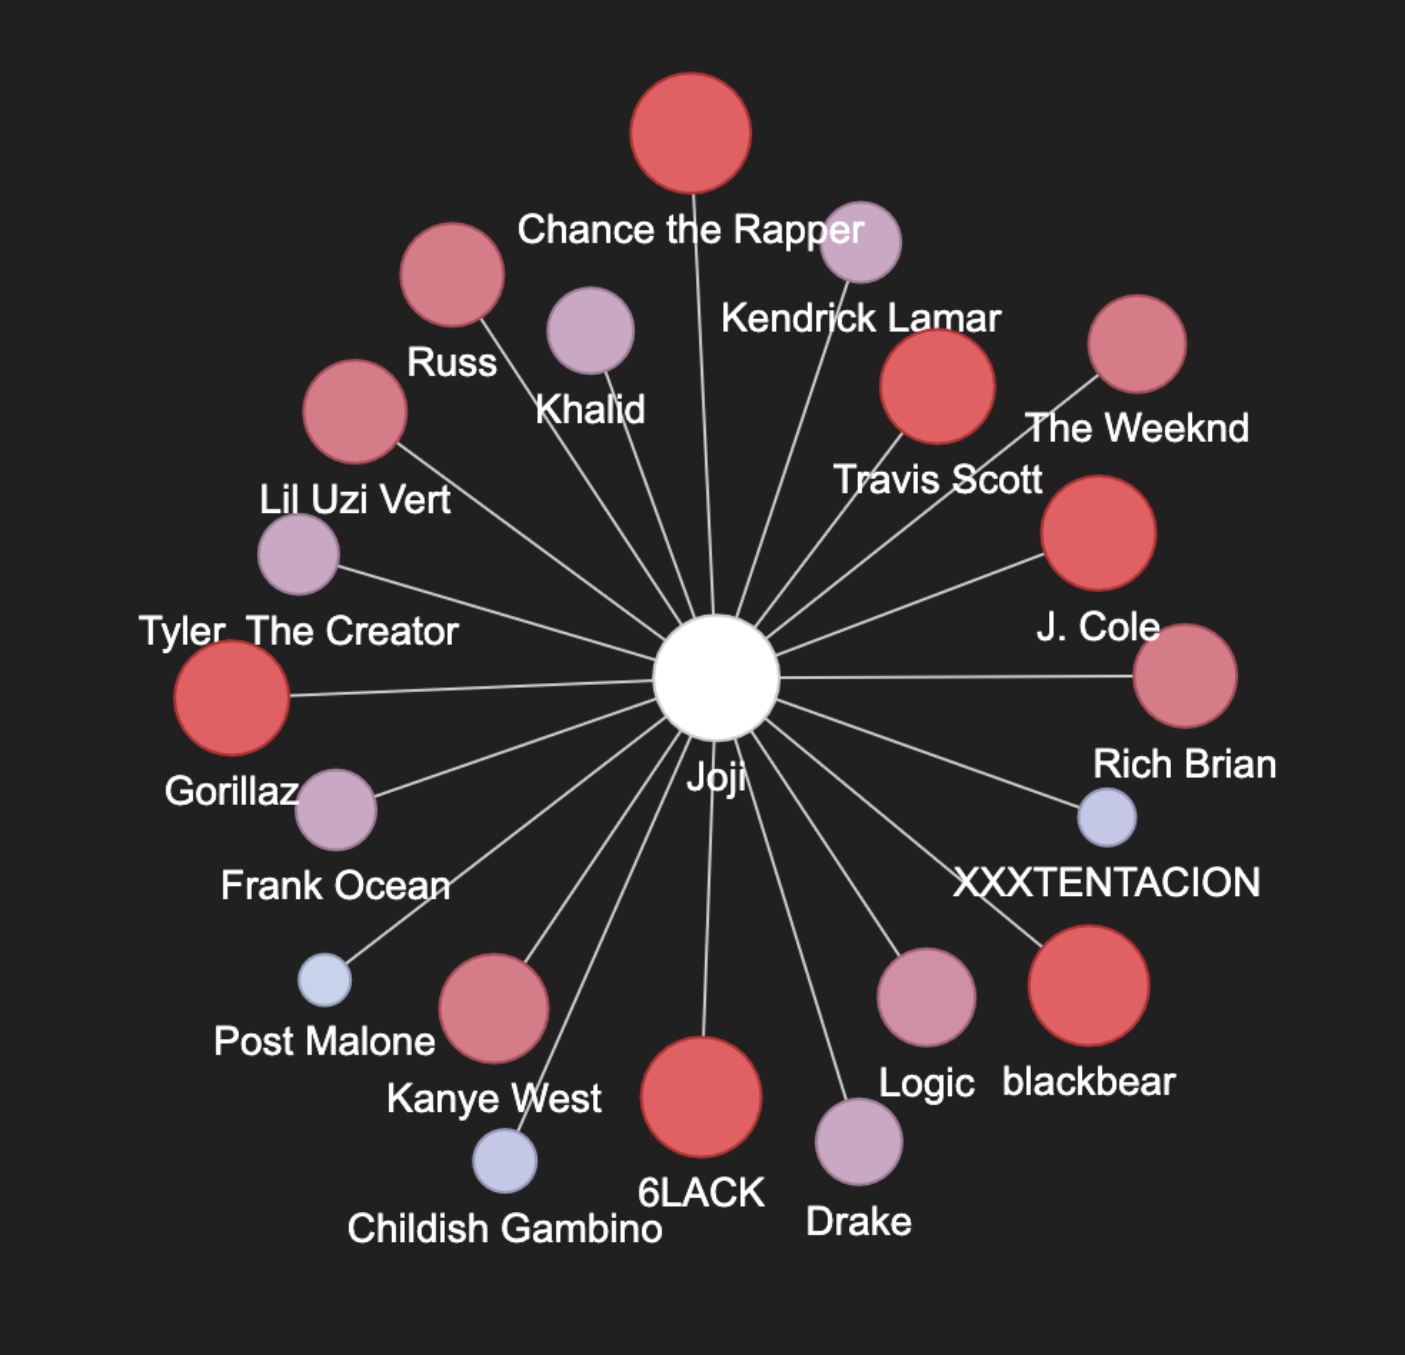 Chance the Rapper
Kendrick Lamar
Russ
Khalid
The Weeknd
Travis Scott
Lil Uzi Vert
J. Cole
Tyler  The Creator
Rich Brian
Joji
Gorillaz
XXXTENTACION
Frank Ocean
Post Malone
Logic
blackbear
Kanye West
6LACK
Drake
Childish Gambino